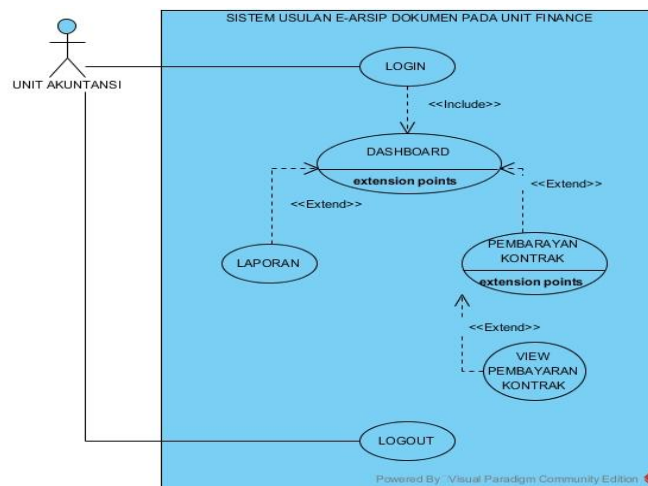 SISTEM USULAN E-ARSIP DOKUMEN PADA UNIT FINANCE
UNIT AKUNTANSI
LOGIN
<<Include>>
DASHBOARD
extension points
<<Extend>>
<<Extend>>
LAPORAN
PEMBARAYAN
KONTRAK
extension points
<<Extend>>
VIEW
PEMBAYARAN
KONTRAK
LOGOUT
Powered By Visual Paradigm Community Edition